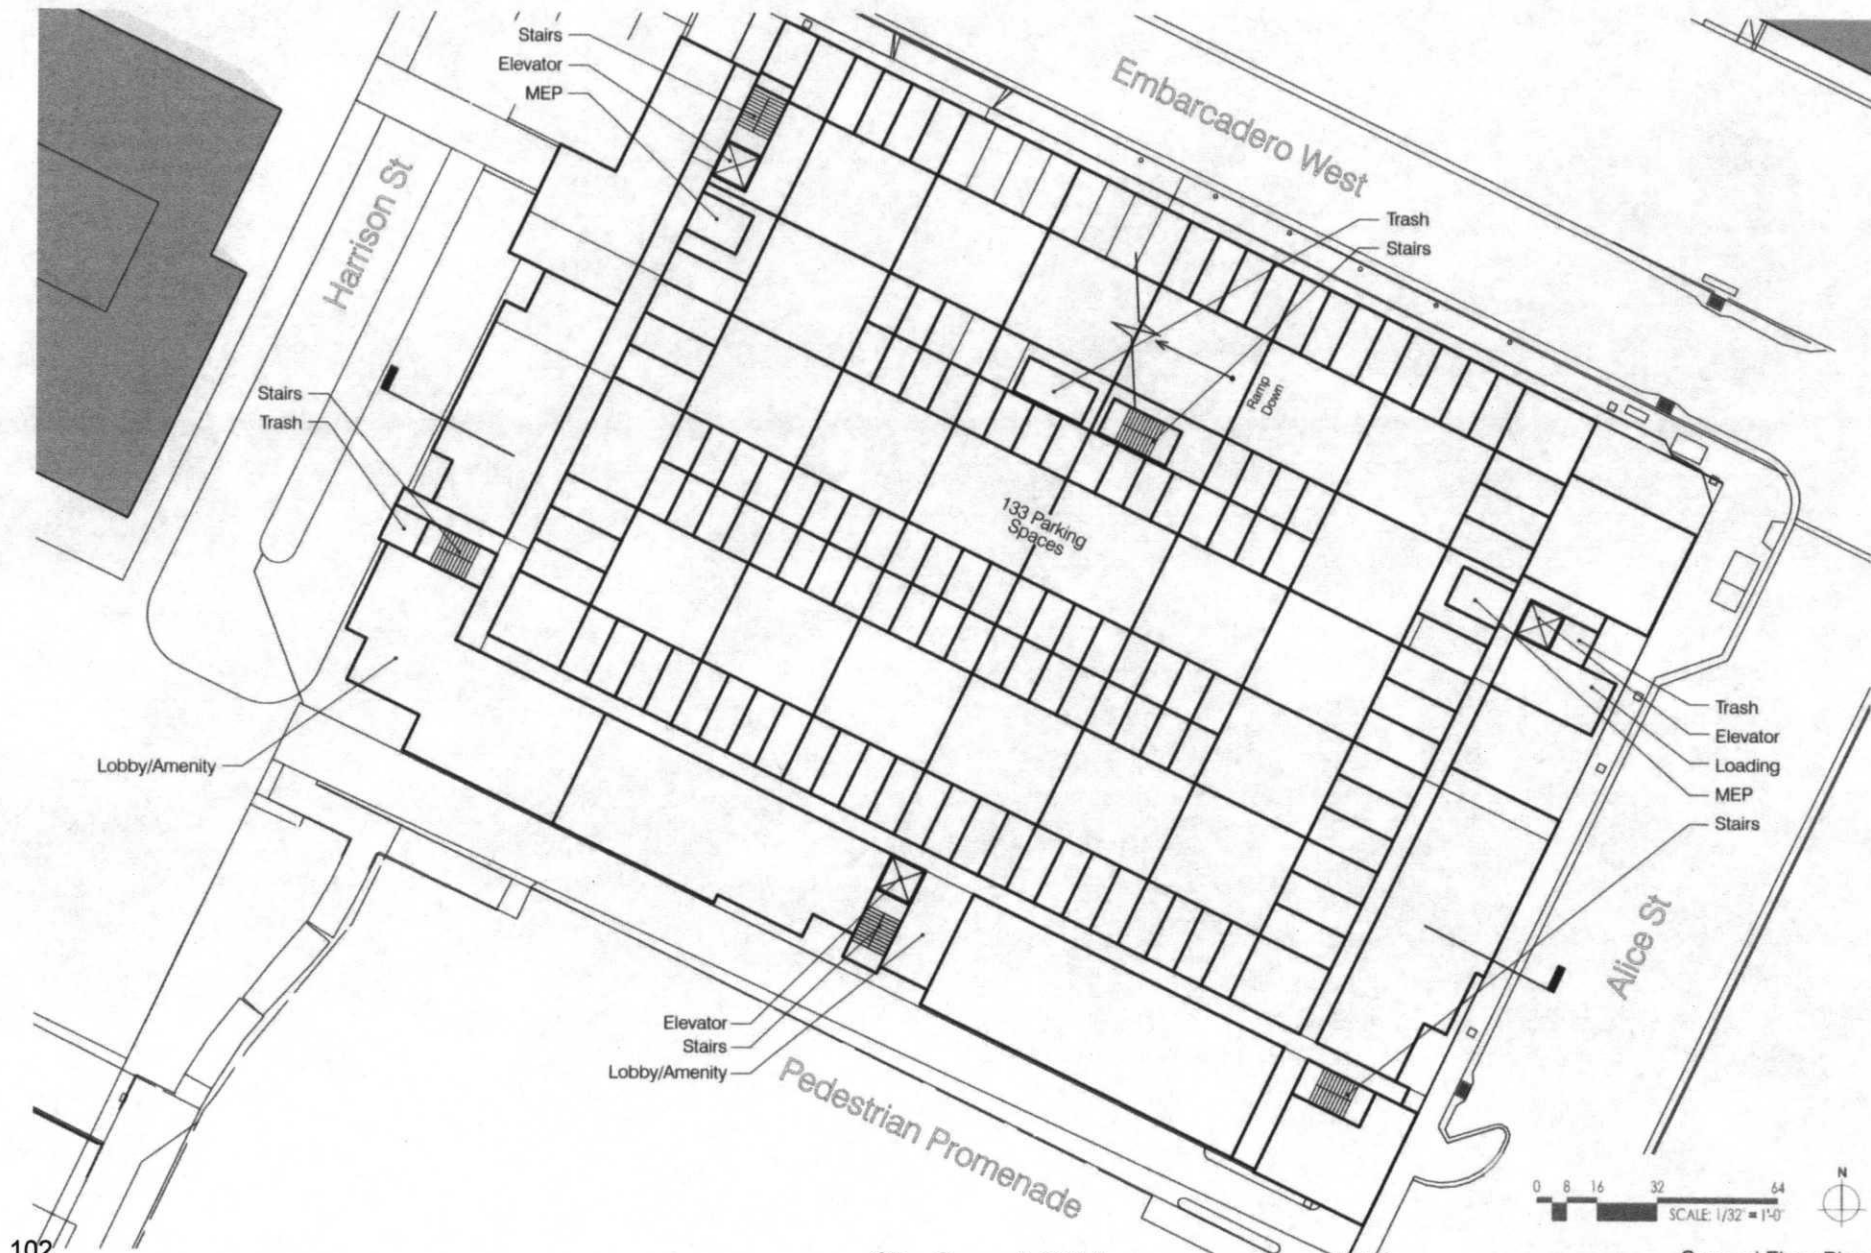 Stairs
Elevator
MEP
Embarcadero West
Harrison St
Trash
Stairs
Ramp
Down
Stairs
Trash
133 Parking
Spaces
Lobby/Amenity
Trash
Elevator
Loading
MEP
Stairs
Alice St
Elevator
Stairs
Lobby/Amenity
Pedestrian Promenade
N
0 8 16 32 64
SCALE: 1/32" = 1'-0"
102